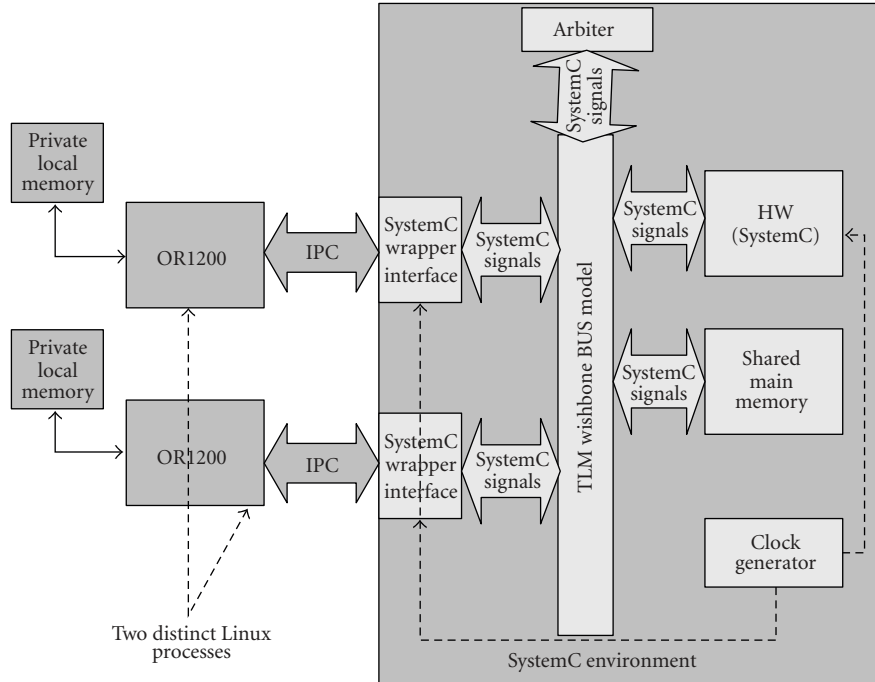 Arbiter
SystemC
signals
Private
local
memory
OR1200
IPC
SystemC
wrapper
interface
SystemC
signals
TLM wishbone BUS model
SystemC
signals
HW
(SystemC)
Private
local
memory
OR1200
IPC
SystemC
wrapper
interface
SystemC
signals
SystemC
signals
Shared
main
memory
Clock
generator
Two distinct Linux
processes
SystemC environment